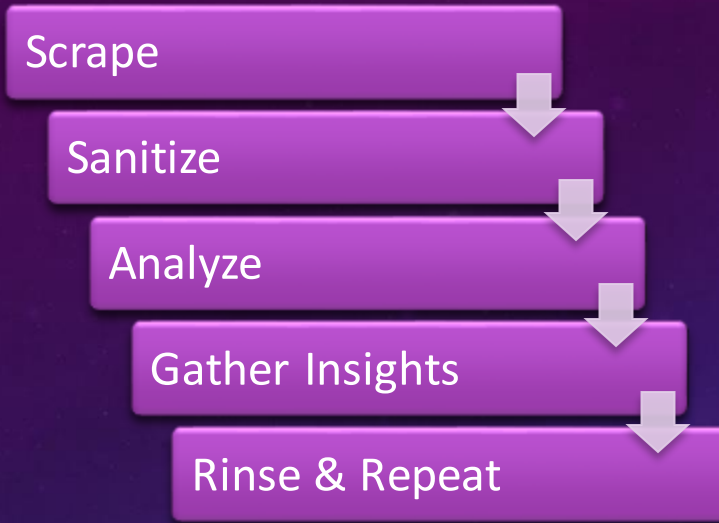 Scrape
Sanitize
Analyze
Gather Insights
Rinse & Repeat